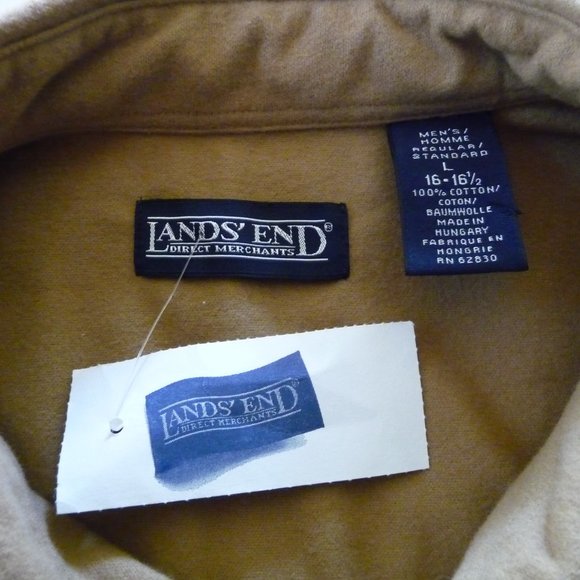 LANDS' END®
DIRECT MERCHANTS
MEN'S/
HOMME
REGULAR/
STANDARD
L
16-16½
100% COTTON/
COTON/
BAUMWOLLE
MADE IN
HUNGARY
FABRIQUE EN
HONGRIE
RN 62830
LANDS' END®
DIRECT MERCHANTS